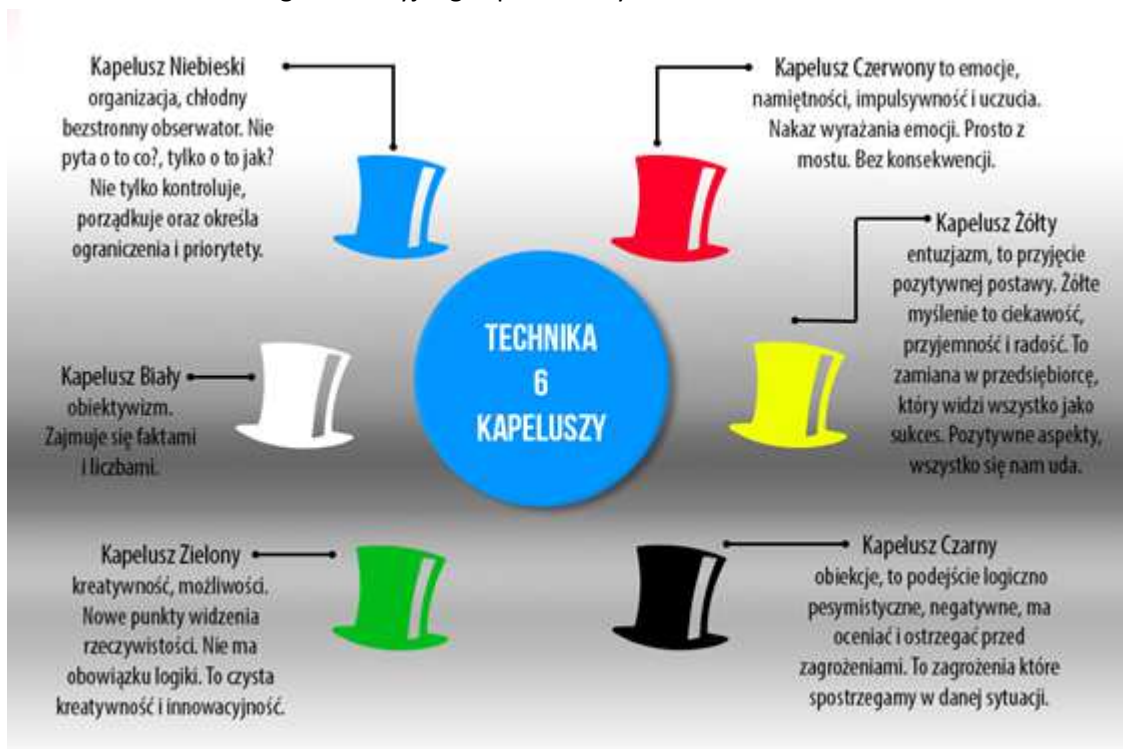 Kapelusz Niebieski
organizacja, chłodny
bezstronny obserwator. Nie
pyta o to co?, tylko o to jak?
Nie tylko kontroluje,
porządkuje oraz określa
ograniczenia i priorytety.
Kapelusz Czerwony to emocje,
namiętności, impulsywność i uczucia.
Nakaz wyrażania emocji. Prosto z
mostu. Bez konsekwencji.
Kapelusz Żółty
entuzjazm, to przyjęcie
pozytywnej postawy. Żółte
myślenie to ciekawość,
przyjemność i radość. To
zamiana w przedsiębiorcę,
który widzi wszystko jako
sukces. Pozytywne aspekty,
wszystko się nam uda.
TECHNIKA
6
KAPELUSZY
Kapelusz Biały
obiektywizm.
Zajmuje się faktami
i liczbami.
Kapelusz Zielony
kreatywność, możliwości.
Nowe punkty widzenia
rzeczywistości. Nie ma
obowiązku logiki. To czysta
kreatywność i innowacyjność.
Kapelusz Czarny
obiekcje, to podejście logiczno
pesymistyczne, negatywne, ma
oceniać i ostrzegać przed
zagrożeniami. To zagrożenia które
spostrzegamy w danej sytuacji.